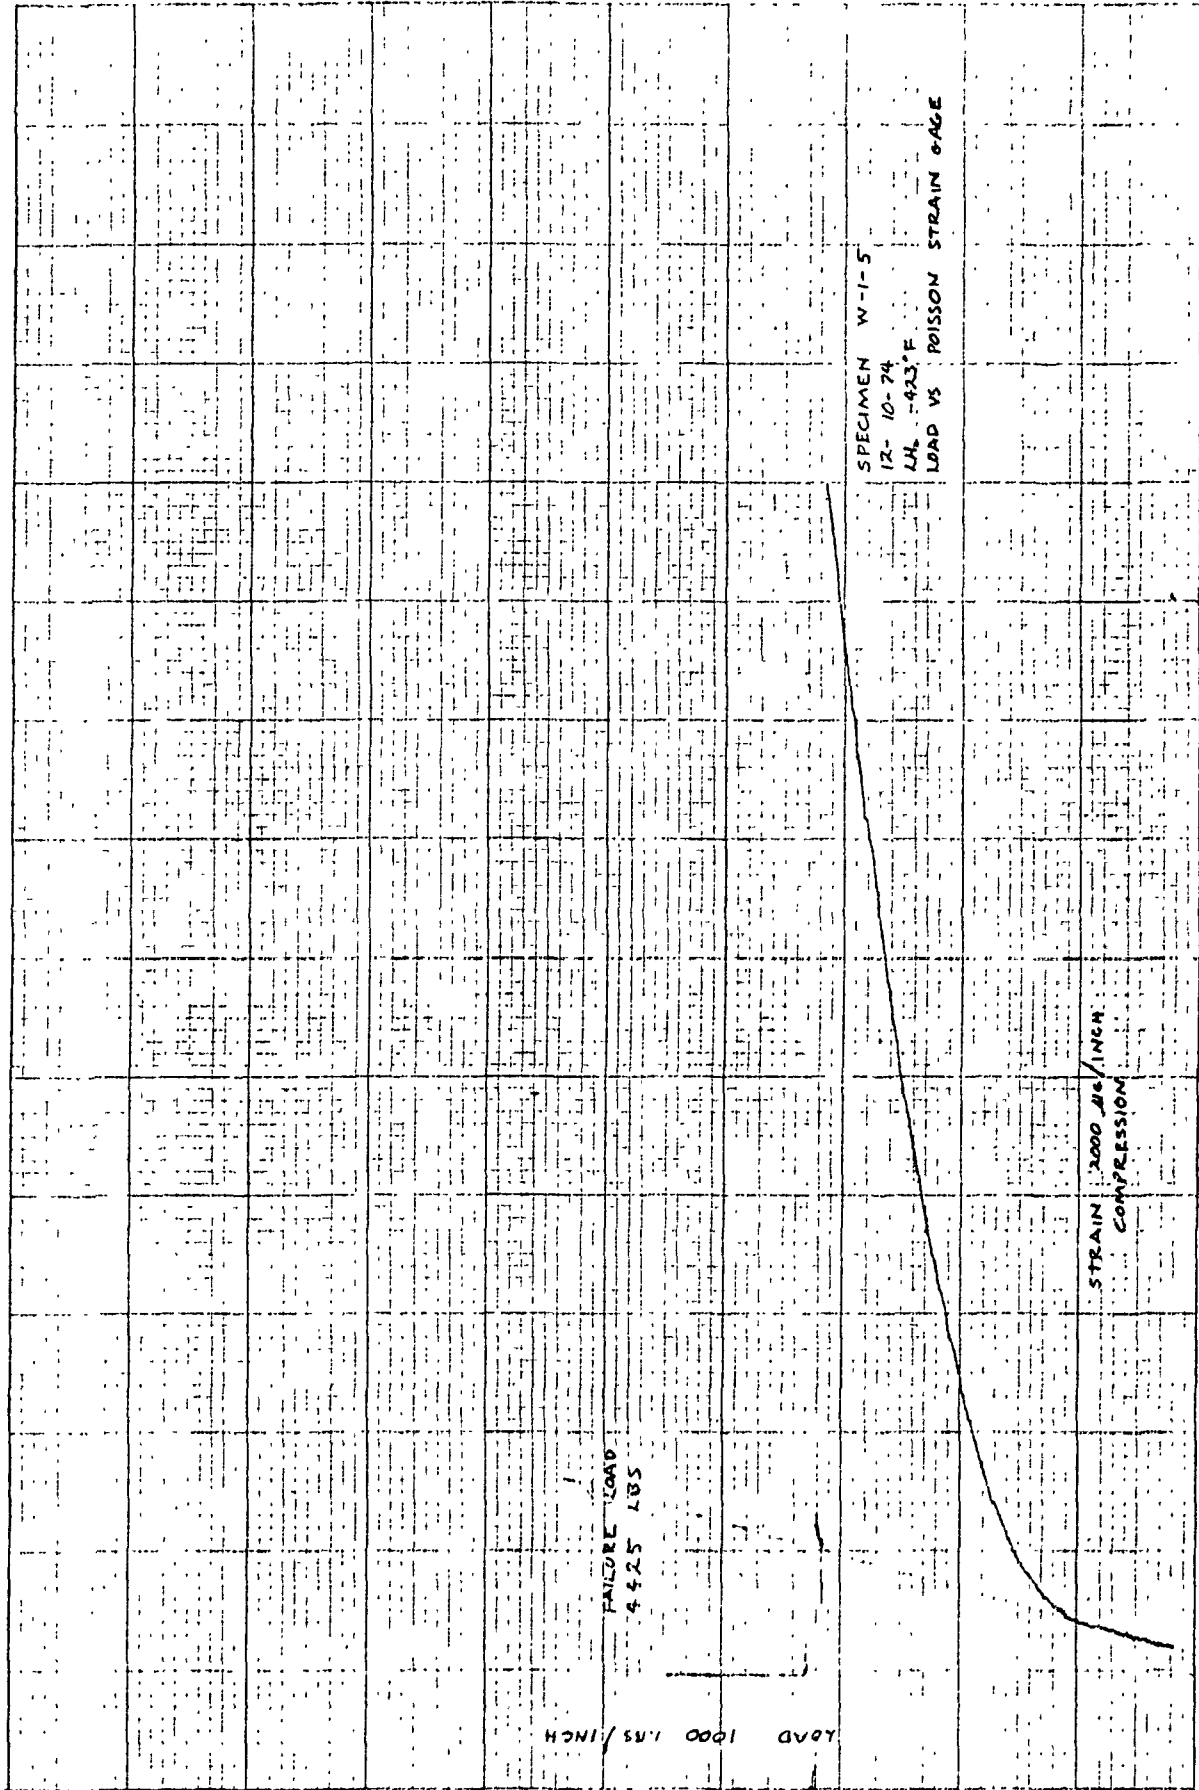 SPECIMEN W-1-5
12-10-74
LH₂ -423°F
LOAD VS POISSON STRAIN GAGE
FAILURE LOAD
4425 LBS
STRAIN 2000 με/INCH
COMPRESSION
LOAD 1000 LBS/INCH